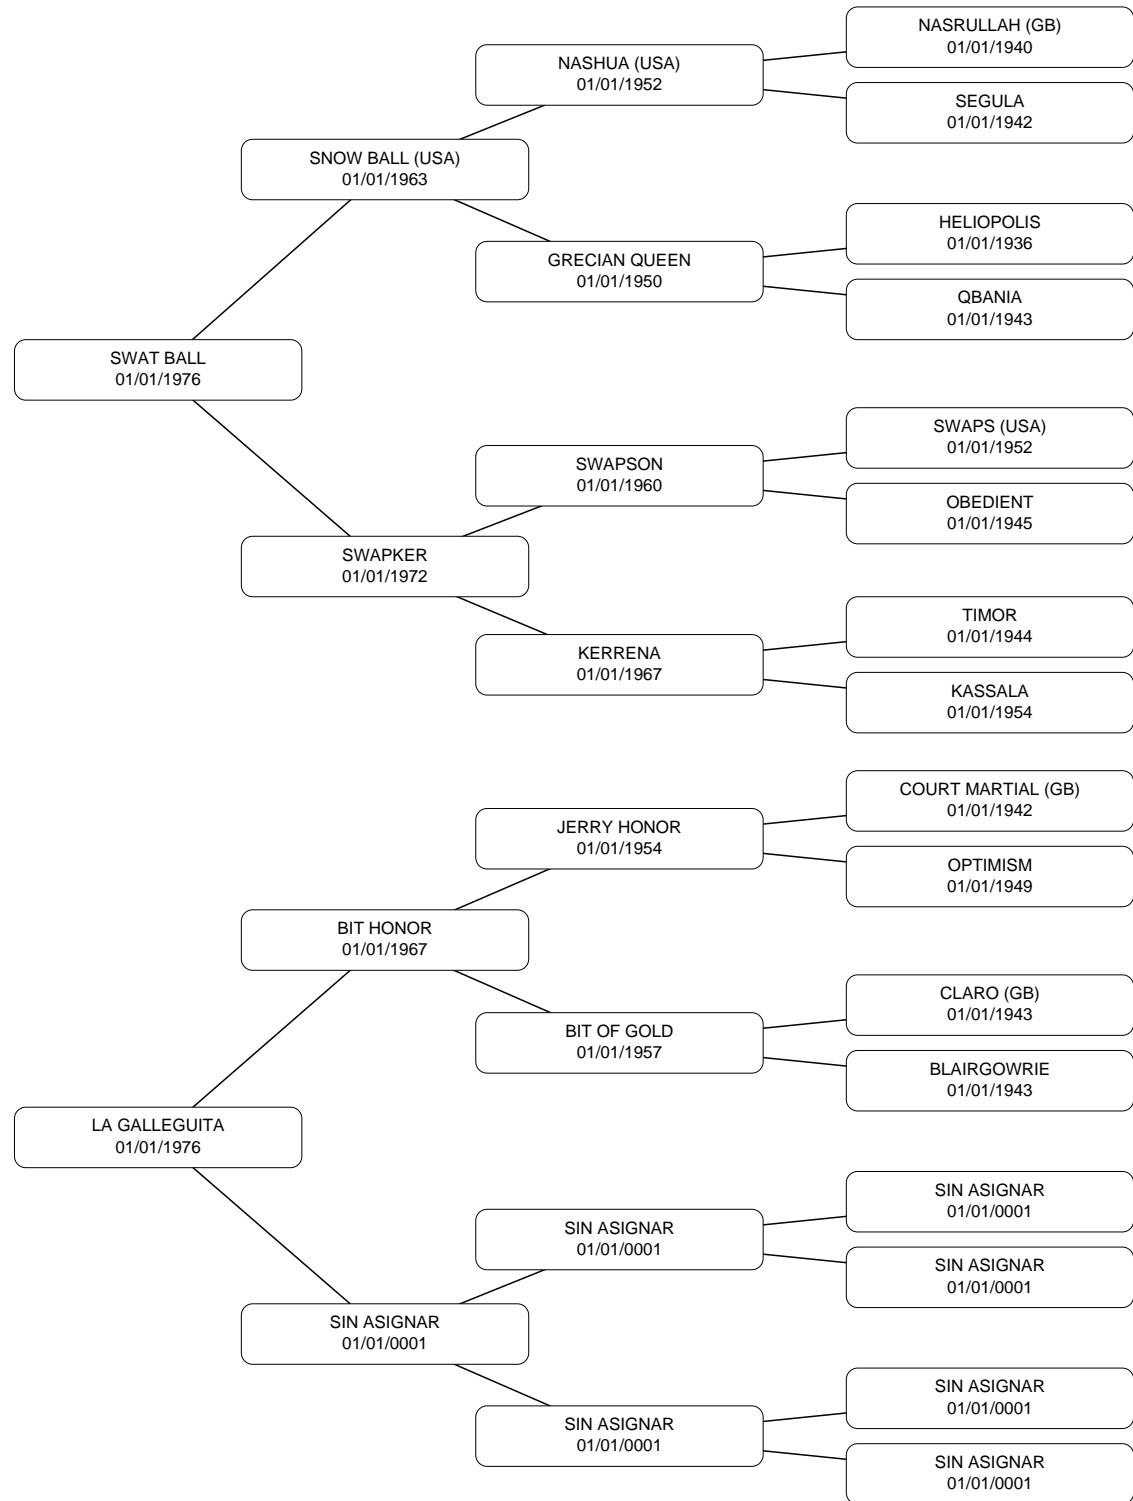 NASRULLAH (GB)
01/01/1940
NASHUA (USA)
01/01/1952
SEGULA
01/01/1942
SNOW BALL (USA)
01/01/1963
HELIOPOLIS
01/01/1936
GRECIAN QUEEN
01/01/1950
QBANIA
01/01/1943
SWAT BALL
01/01/1976
SWAPS (USA)
01/01/1952
SWAPSON
01/01/1960
OBEDIENT
01/01/1945
SWAPKER
01/01/1972
TIMOR
01/01/1944
KERRENA
01/01/1967
KASSALA
01/01/1954
COURT MARTIAL (GB)
01/01/1942
JERRY HONOR
01/01/1954
OPTIMISM
01/01/1949
BIT HONOR
01/01/1967
CLARO (GB)
01/01/1943
BIT OF GOLD
01/01/1957
BLAIRGOWRIE
01/01/1943
LA GALLEGUITA
01/01/1976
SIN ASIGNAR
01/01/0001
SIN ASIGNAR
01/01/0001
SIN ASIGNAR
01/01/0001
SIN ASIGNAR
01/01/0001
SIN ASIGNAR
01/01/0001
SIN ASIGNAR
01/01/0001
SIN ASIGNAR
01/01/0001